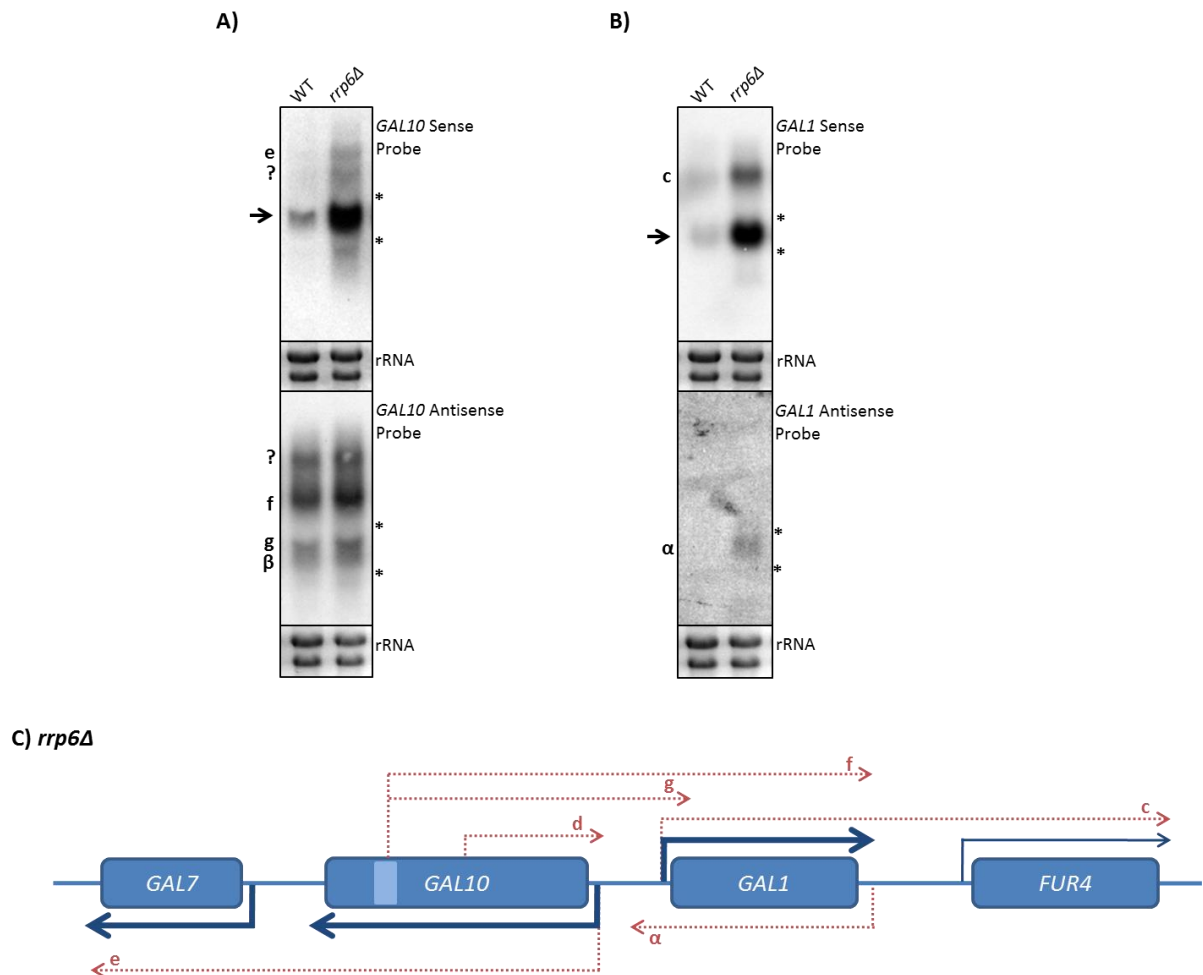 A)
WT rrp6Δ
GAL10 Sense
Probe
e
?
*
*
rRNA
GAL10 Antisense
Probe
?
f
*
g
β
*
rRNA
B)
WT rrp6Δ
GAL1 Sense
Probe
c
*
*
rRNA
GAL1 Antisense
Probe
*
α
*
rRNA
C) rrp6Δ
f
g
c
d
GAL7 GAL10 GAL1 FUR4
α
e